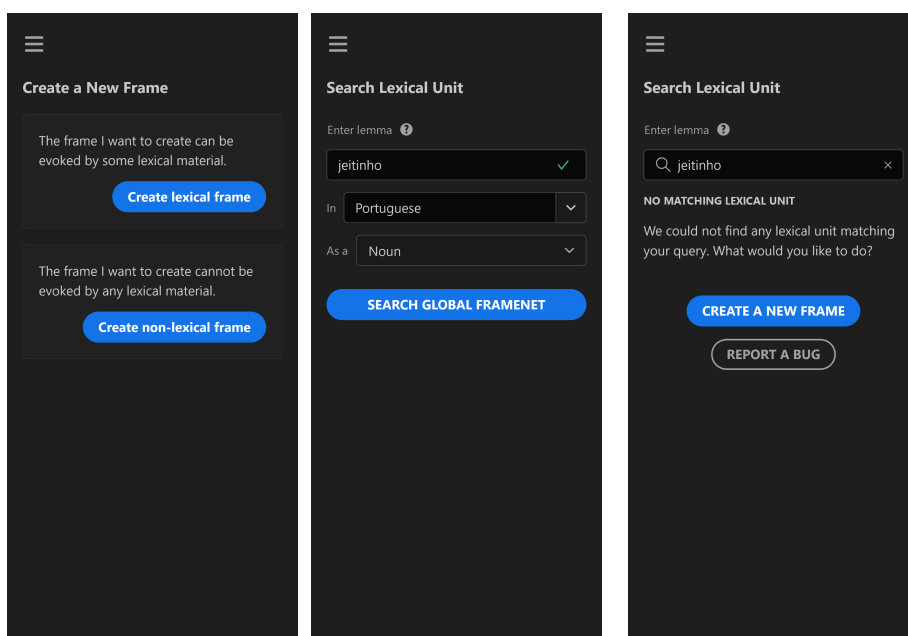 Create a New Frame
The frame I want to create can be
evoked by some lexical material.
Create lexical frame
The frame I want to create cannot be
evoked by any lexical material.
Create non-lexical frame
Search Lexical Unit
Enter lemma ?
jeitinho
In Portuguese
As a Noun
SEARCH GLOBAL FRAMENET
Search Lexical Unit
Enter lemma ?
jeitinho
NO MATCHING LEXICAL UNIT
We could not find any lexical unit matching
your query. What would you like to do?
CREATE A NEW FRAME
REPORT A BUG